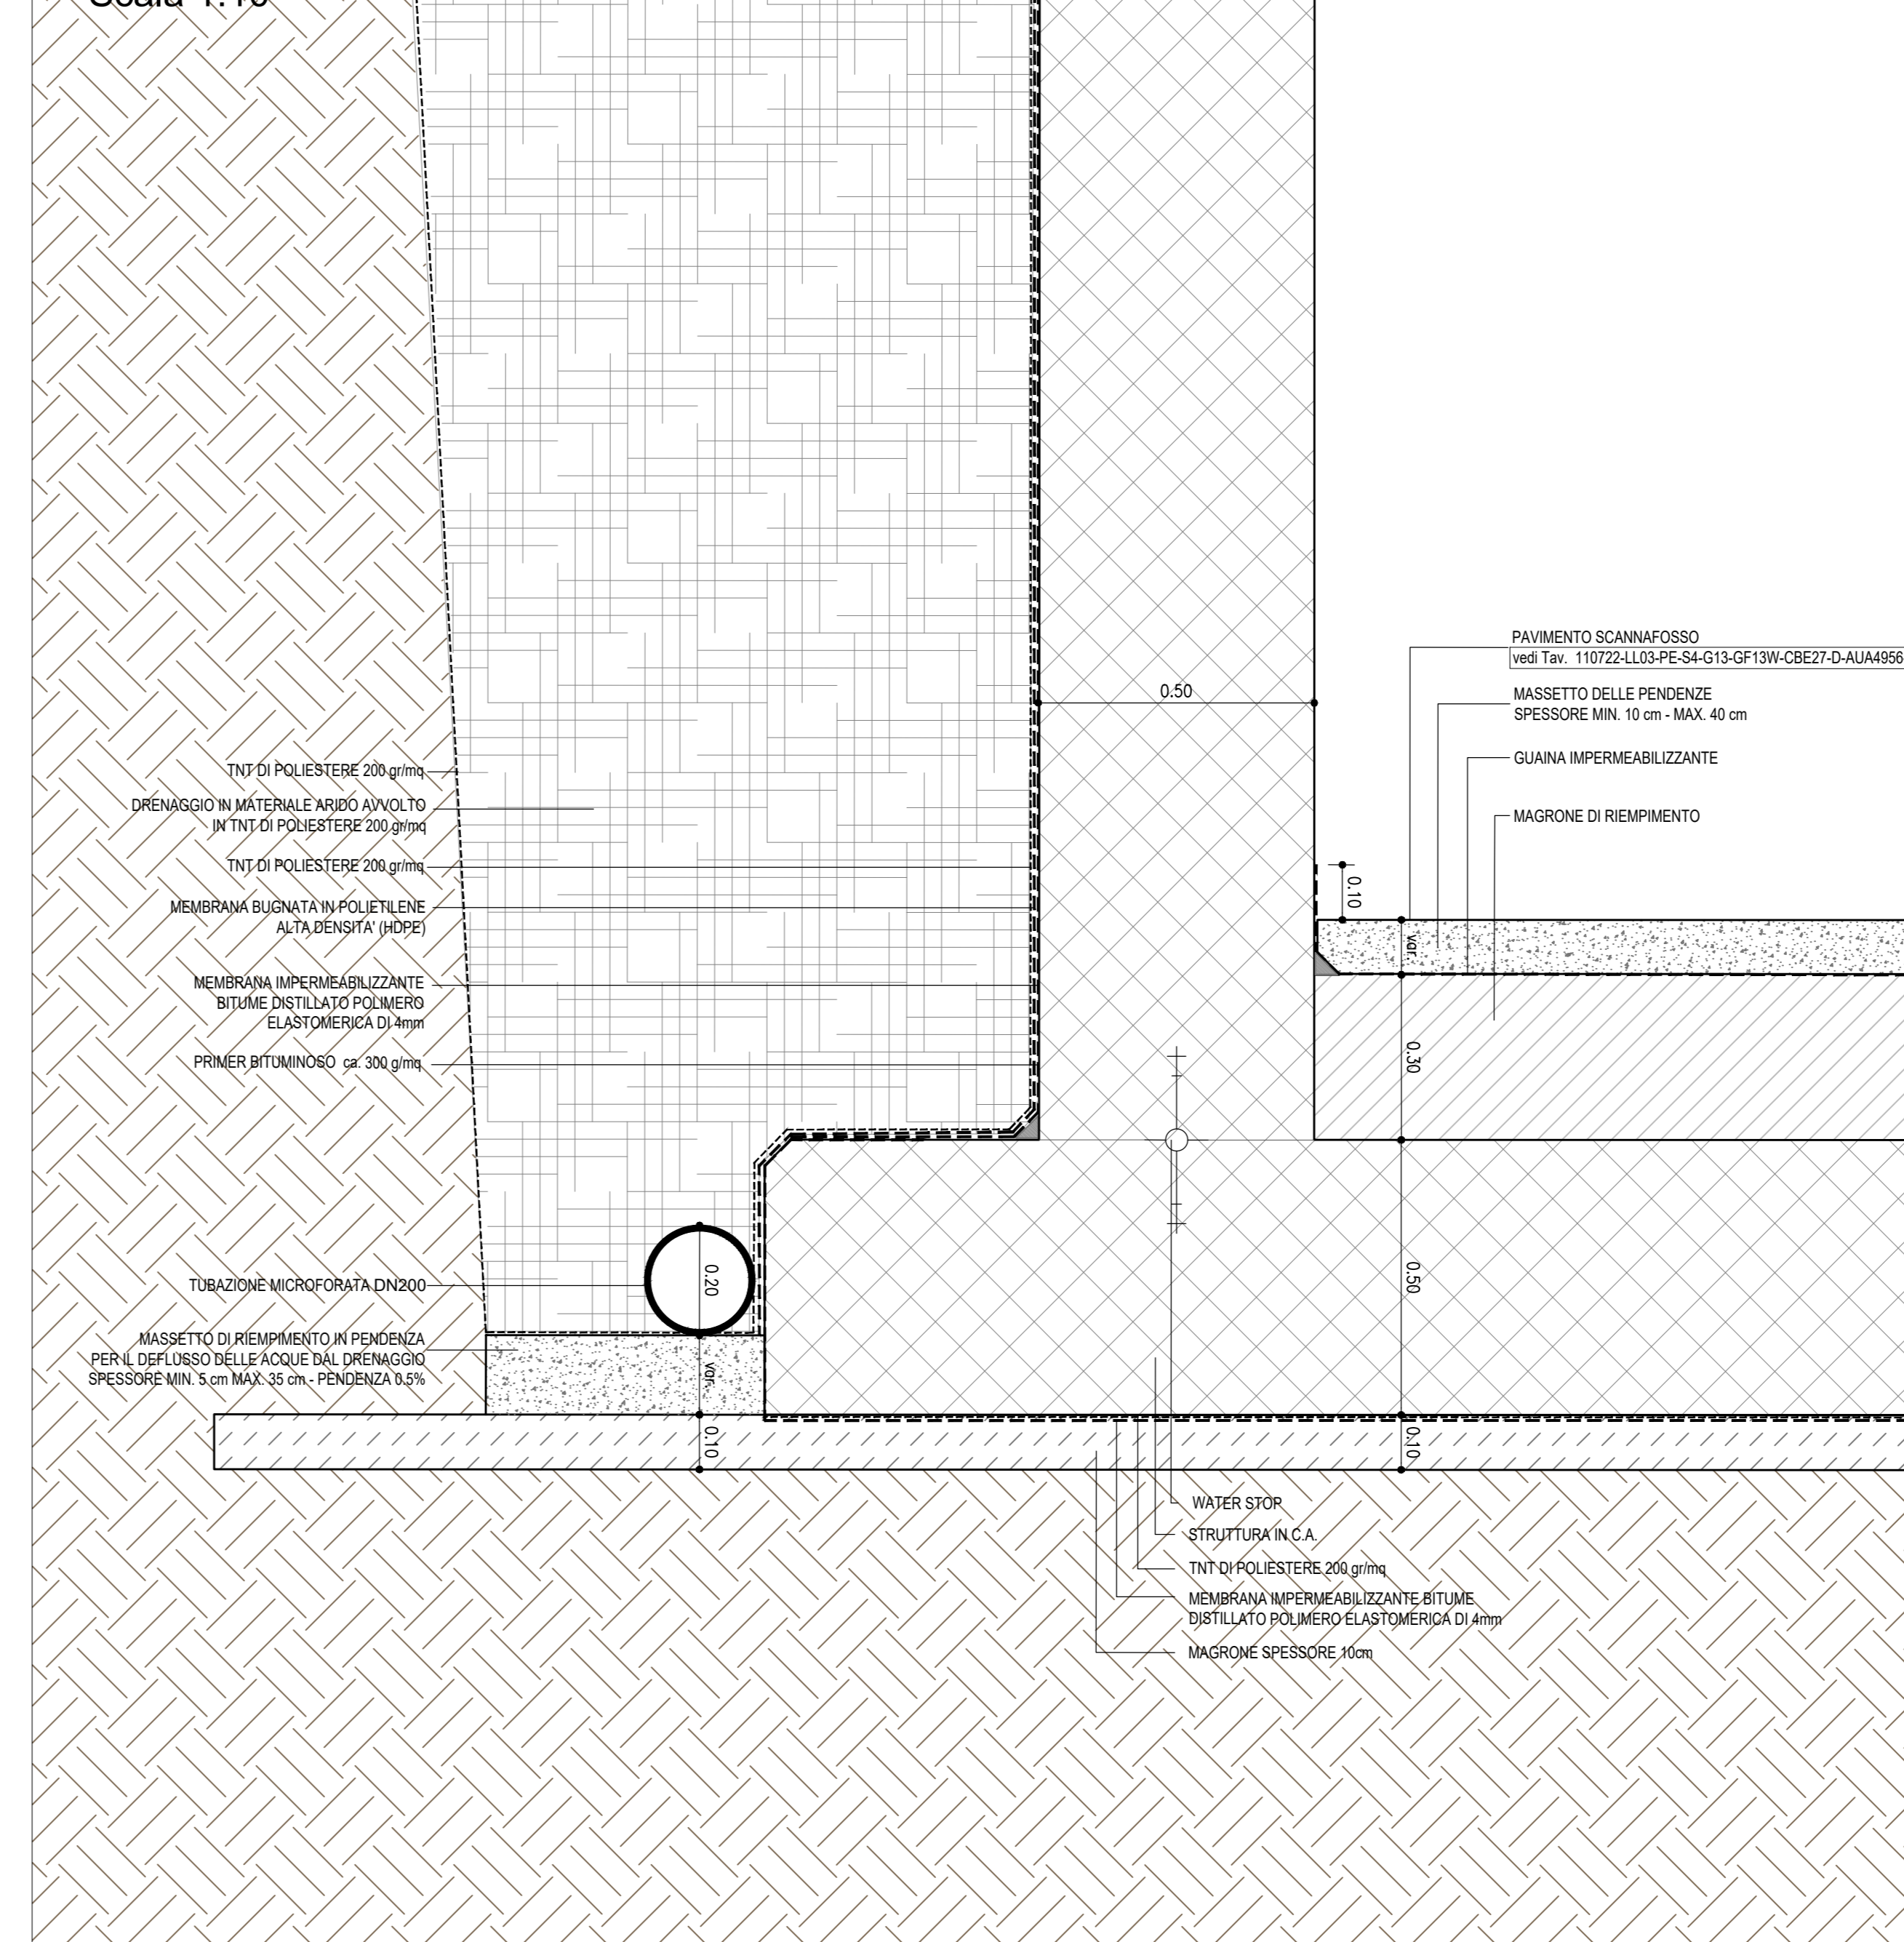 Scala 1:10
PAVIMENTO SCANNAFOSSO
vedi Tav. 110722-LL03-PE-S4-G13-GF13W-CBE27-D-AUA4956
MASSETTO DELLE PENDENZE
SPESSORE MIN. 10 cm - MAX. 40 cm
GUAINA IMPERMEABILIZZANTE
MAGRONE DI RIEMPIMENTO
0.50
0.10
var.
0.30
0.50
0.10
TNT DI POLIESTERE 200 gr/mq
DRENAGGIO IN MATERIALE ARIDO AVVOLTO
IN TNT DI POLIESTERE 200 gr/mq
TNT DI POLIESTERE 200 gr/mq
MEMBRANA BUGNATA IN POLIETILENE
ALTA DENSITA' (HDPE)
MEMBRANA IMPERMEABILIZZANTE
BITUME DISTILLATO POLIMERO
ELASTOMERICA DI 4mm
PRIMER BITUMINOSO ca. 300 g/mq
TUBAZIONE MICROFORATA DN200
MASSETTO DI RIEMPIMENTO IN PENDENZA
PER IL DEFLUSSO DELLE ACQUE DAL DRENAGGIO
SPESSORE MIN. 5 cm MAX. 35 cm - PENDENZA 0.5%
0.20
var.
0.10
WATER STOP
STRUTTURA IN C.A.
TNT DI POLIESTERE 200 gr/mq
MEMBRANA IMPERMEABILIZZANTE BITUME
DISTILLATO POLIMERO ELASTOMERICA DI 4mm
MAGRONE SPESSORE 10cm